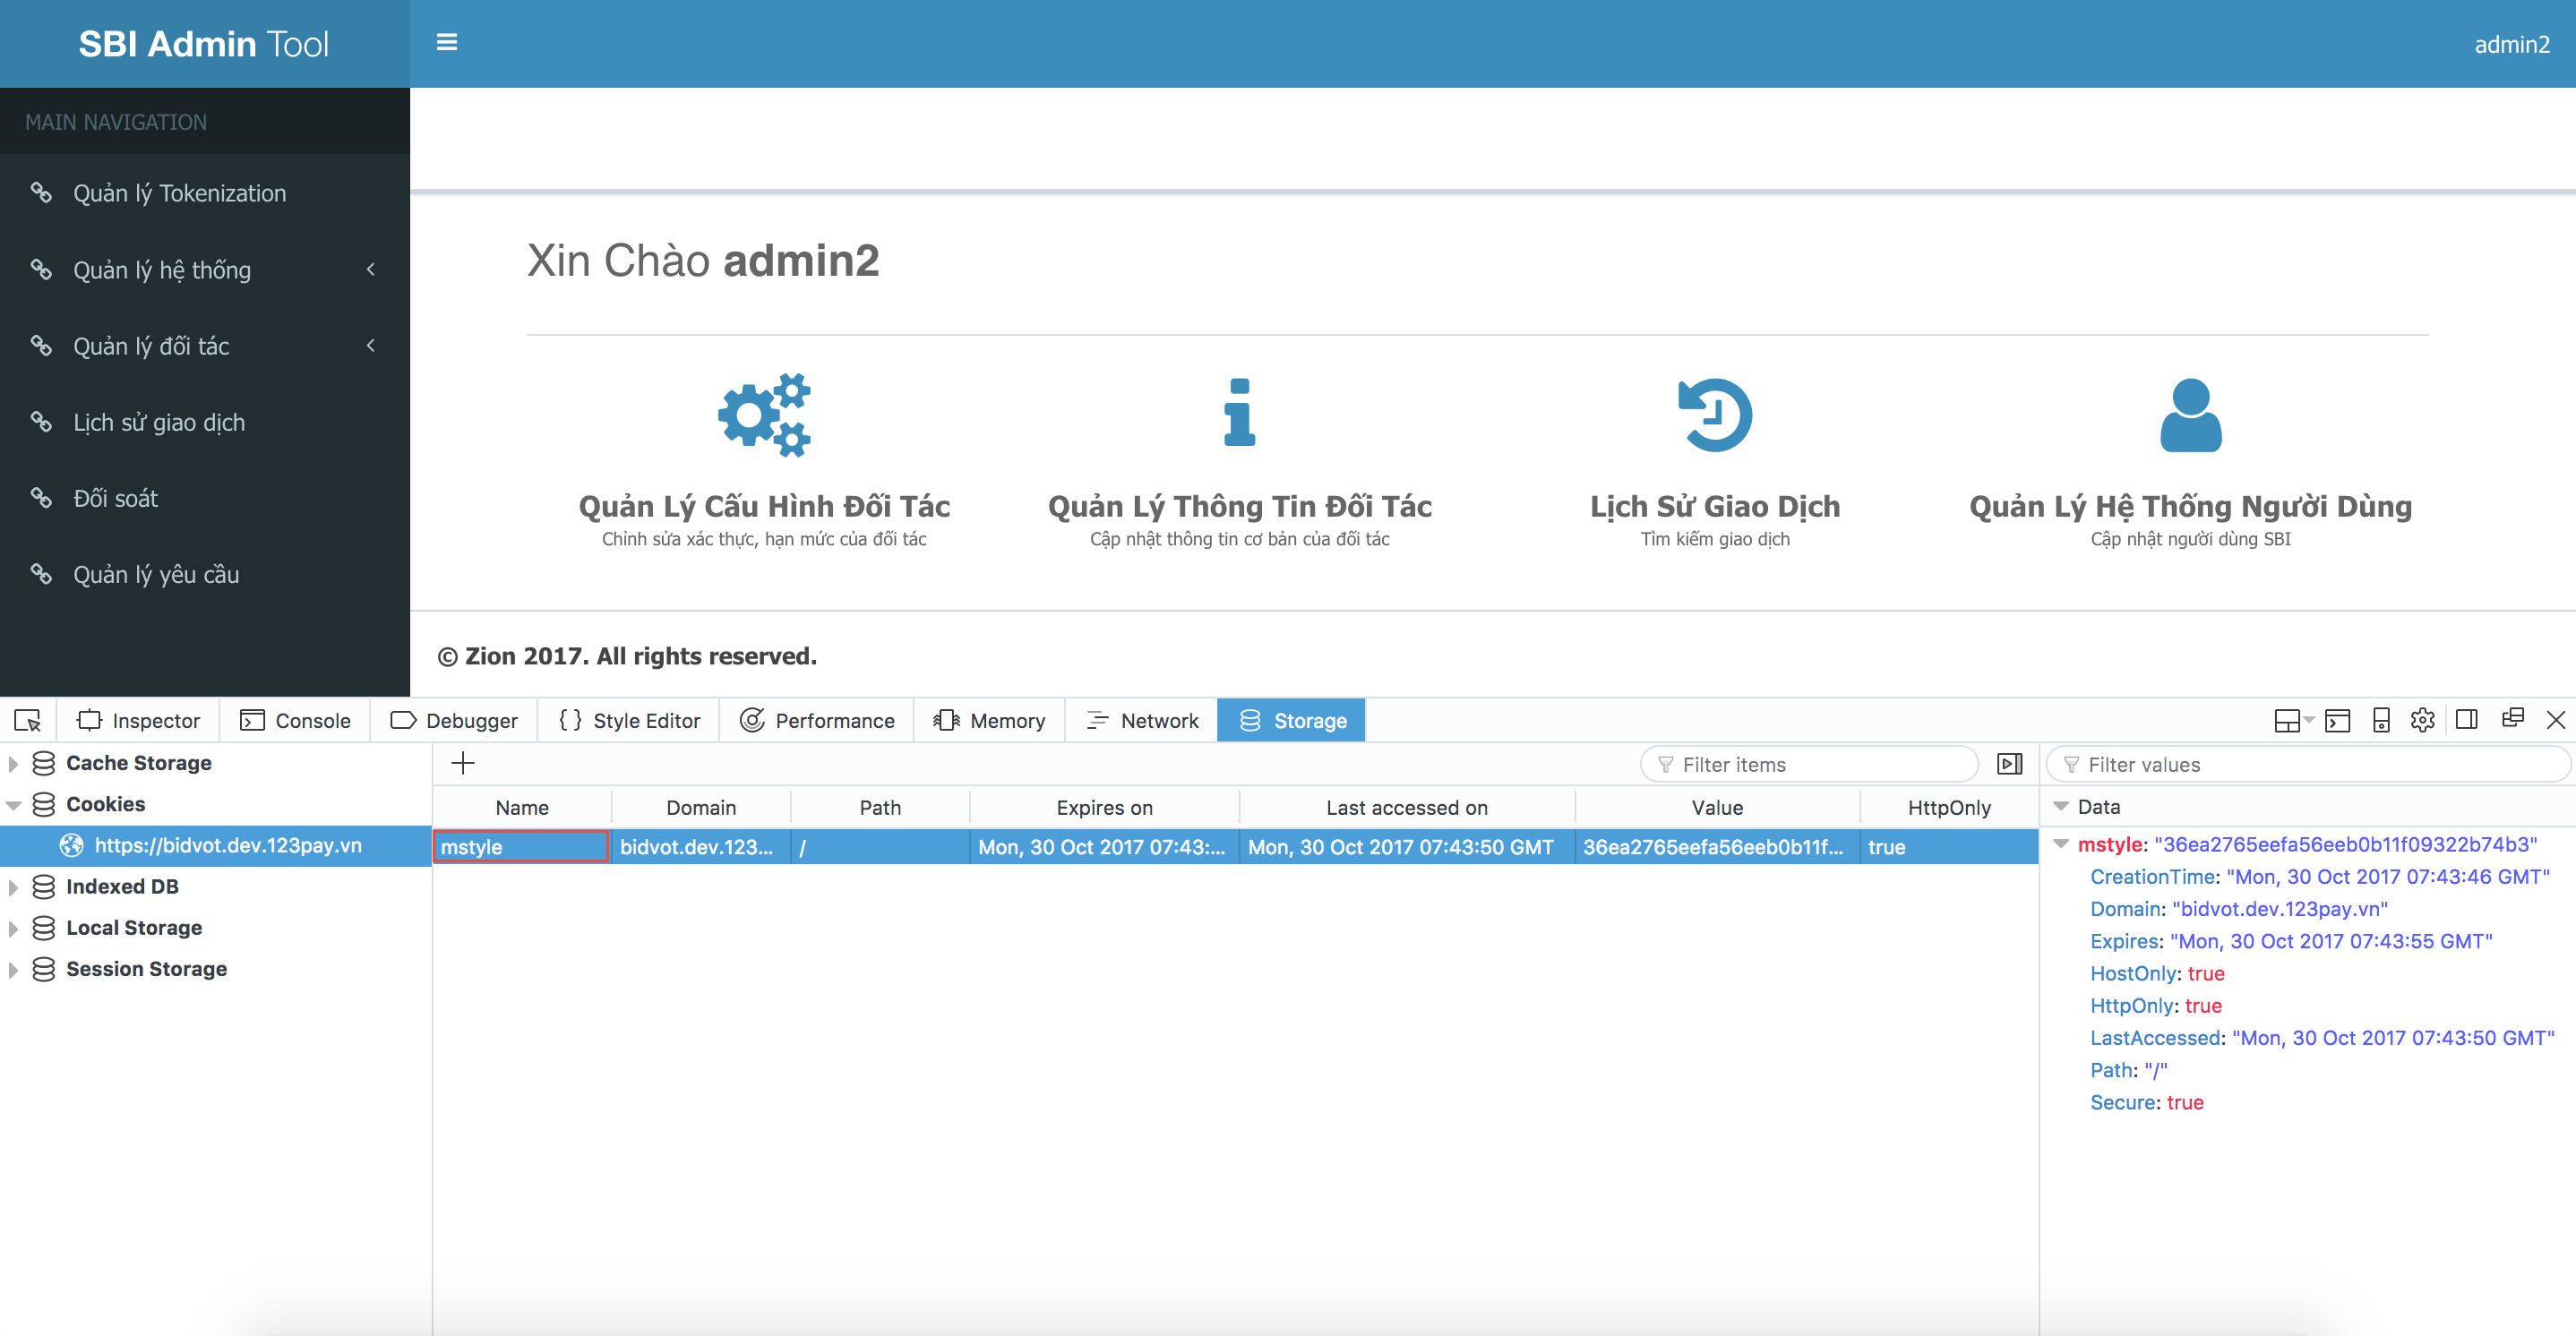 SBI Admin Tool
admin2
MAIN NAVIGATION
Quản lý Tokenization
Quản lý hệ thống
Quản lý đối tác
Lịch sử giao dịch
Đối soát
Quản lý yêu cầu
Xin Chào admin2
Quản Lý Cấu Hình Đối Tác
Chỉnh sửa xác thực, hạn mức của đối tác
Quản Lý Thông Tin Đối Tác
Cập nhật thông tin cơ bản của đối tác
Lịch Sử Giao Dịch
Tìm kiếm giao dịch
Quản Lý Hệ Thống Người Dùng
Cập nhật người dùng SBI
© Zion 2017. All rights reserved.
Inspector Console Debugger Style Editor Performance Memory Network Storage
Cache Storage
Cookies
https://bidvot.dev.123pay.vn
Indexed DB
Local Storage
Session Storage
Filter items
Name Domain Path Expires on Last accessed on Value HttpOnly
mstyle bidvot.dev.123... / Mon, 30 Oct 2017 07:43:... Mon, 30 Oct 2017 07:43:50 GMT 36ea2765eefa56eeb0b11f... true
Filter values
Data
mstyle: "36ea2765eefa56eeb0b11f09322b74b3"
CreationTime: "Mon, 30 Oct 2017 07:43:46 GMT"
Domain: "bidvot.dev.123pay.vn"
Expires: "Mon, 30 Oct 2017 07:43:55 GMT"
HostOnly: true
HttpOnly: true
LastAccessed: "Mon, 30 Oct 2017 07:43:50 GMT"
Path: "/"
Secure: true